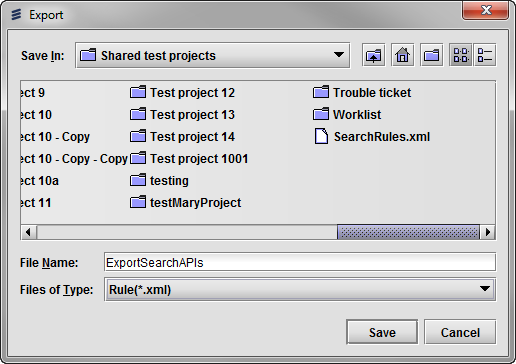 Export
Save In: Shared test projects
ect 9 Test project 12 Trouble ticket
ect 10 Test project 13 Worklist
ect 10 - Copy Test project 14 SearchRules.xml
ect 10 - Copy - Copy Test project 1001
ect 10a testing
ect 11 testMaryProject
File Name: ExportSearchAPIs
Files of Type: Rule(*.xml)
Save Cancel